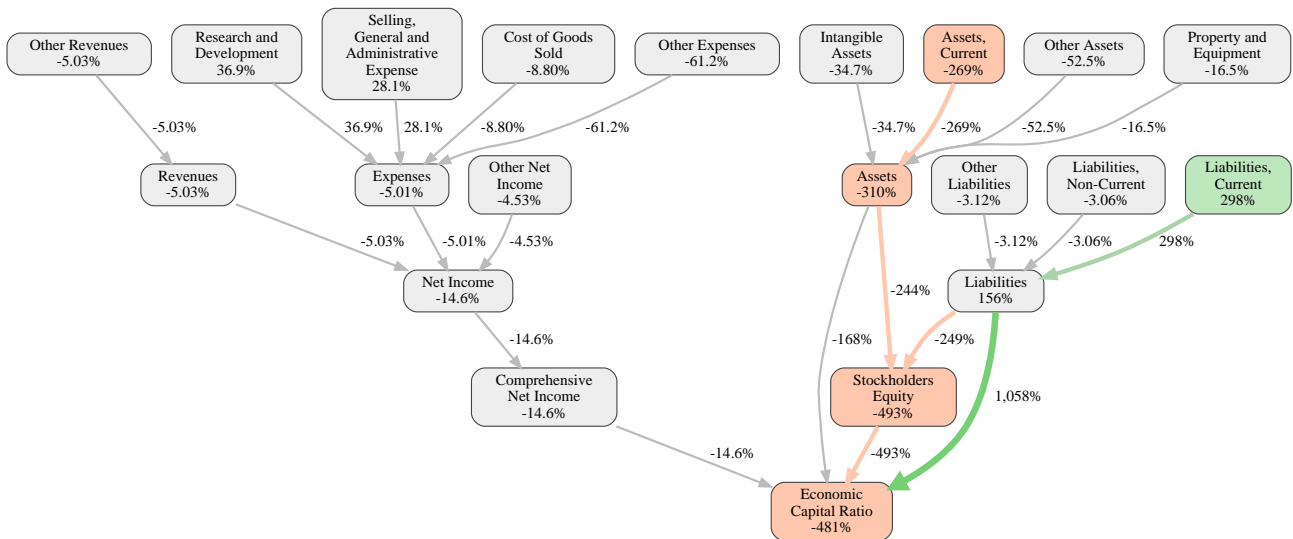 Other Revenues
-5.03%
Research and
Development
36.9%
Selling,
General and
Administrative
Expense
28.1%
Cost of Goods
Sold
-8.80%
Other Expenses
-61.2%
Intangible
Assets
-34.7%
Assets,
Current
-269%
Other Assets
-52.5%
Property and
Equipment
-16.5%
-5.03%
36.9%
28.1%
-8.80%
-61.2%
-34.7%
-269%
-52.5%
-16.5%
Revenues
-5.03%
Expenses
-5.01%
Other Net
Income
-4.53%
Assets
-310%
Other
Liabilities
-3.12%
Liabilities,
Non-Current
-3.06%
Liabilities,
Current
298%
-5.03%
-5.01%
-4.53%
-3.12%
-3.06%
298%
Net Income
-14.6%
-244%
Liabilities
156%
-14.6%
-168%
-249%
Comprehensive
Net Income
-14.6%
Stockholders
Equity
-493%
1,058%
-14.6%
-493%
Economic
Capital Ratio
-481%